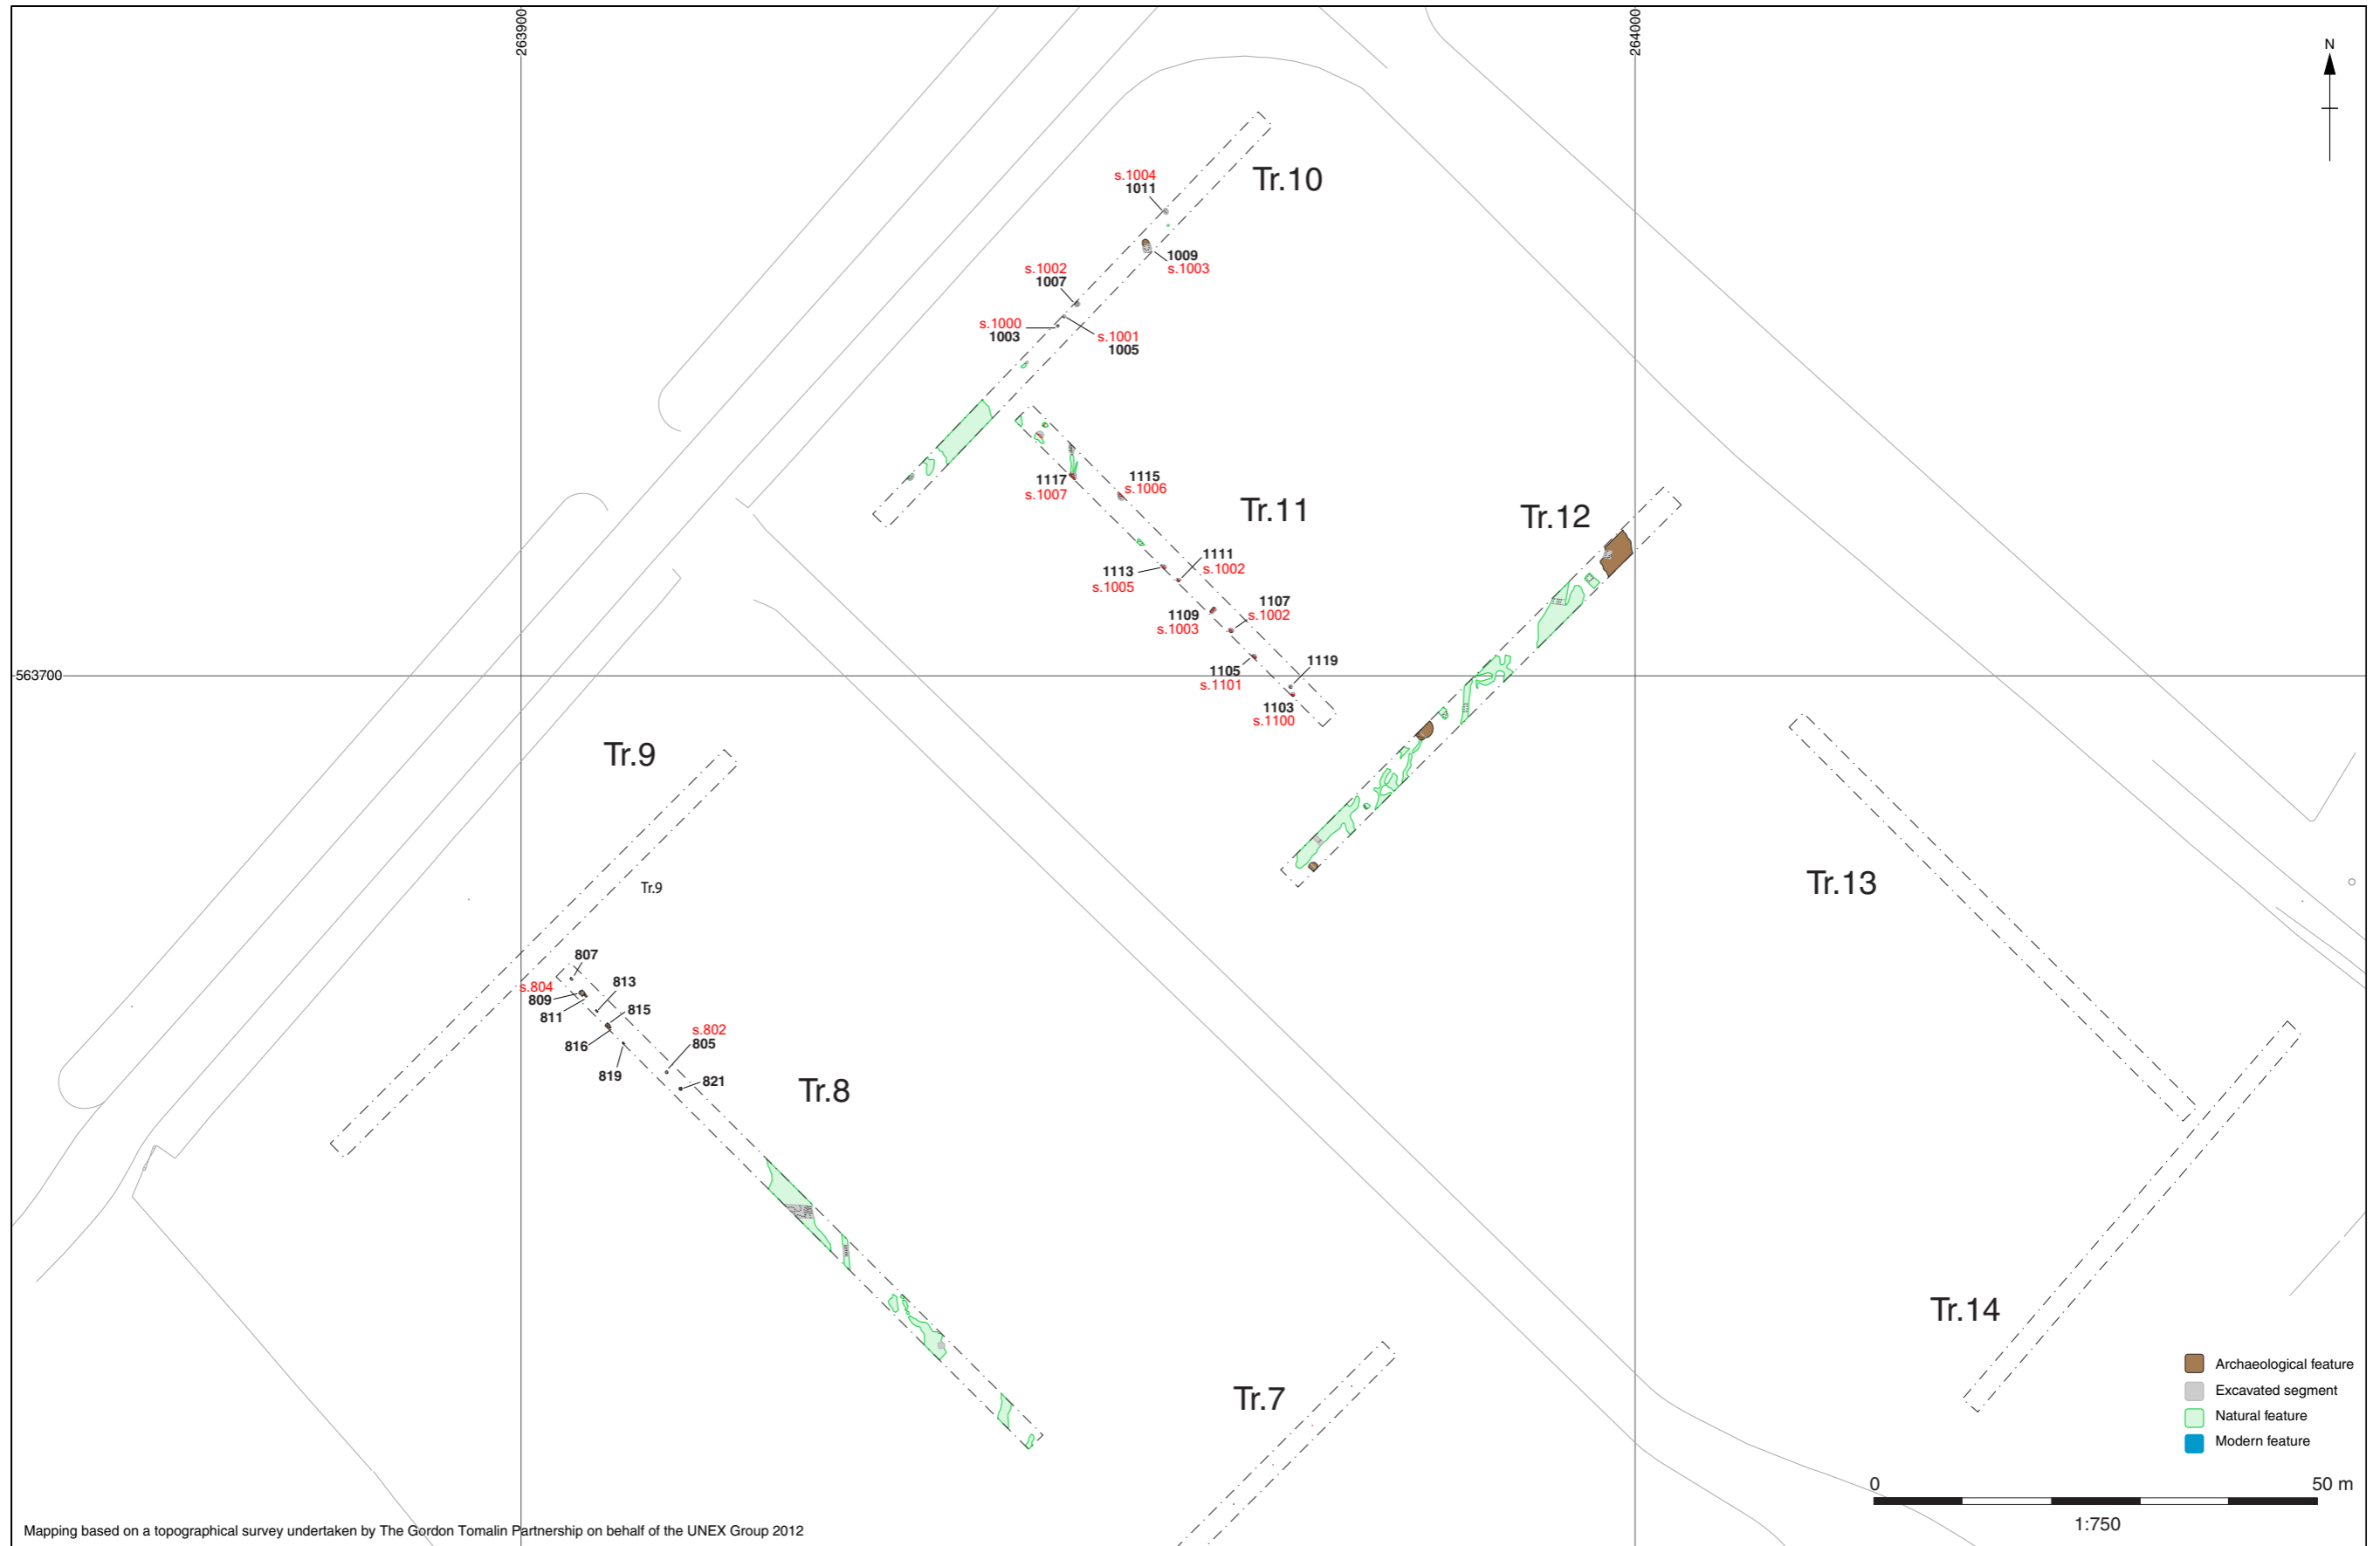 263900
264000
N
Tr.10
s.1004
1011
1009
s.1003
s.1002
1007
s.1000
1003
s.1001
1005
1117
s.1007
1115
s.1006
Tr.11
Tr.12
1111
s.1002
1113
s.1005
1107
s.1002
1109
s.1003
1119
1105
s.1101
1103
s.1100
563700
Tr.9
Tr.9
Tr.13
807
s.804
809
811
813
815
816
819
s.802
805
821
Tr.8
Tr.7
Tr.14
Archaeological feature
Excavated segment
Natural feature
Modern feature
0 50 m
1:750
Mapping based on a topographical survey undertaken by The Gordon Tomalin Partnership on behalf of the UNEX Group 2012